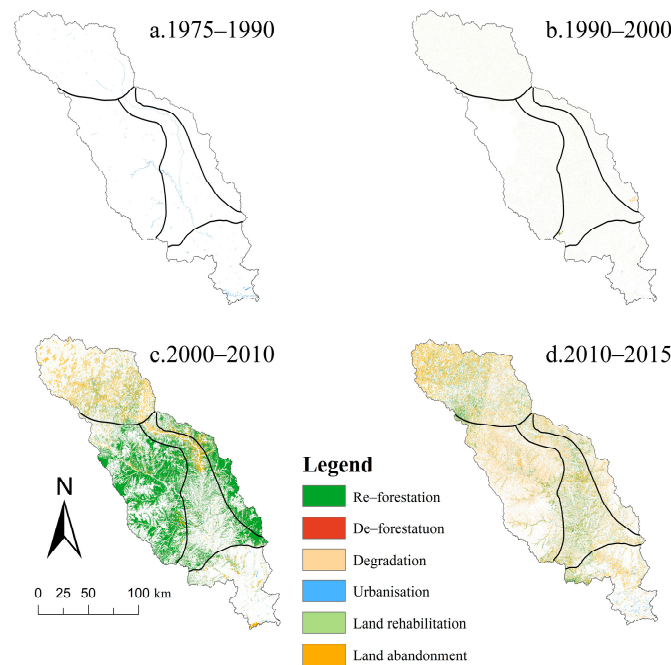 a.1975–1990
b.1990–2000
c.2000–2010
d.2010–2015
Legend
Re–forestation
De–forestatuon
Degradation
Urbanisation
Land rehabilitation
Land abandonment
N
0 25 50 100 km